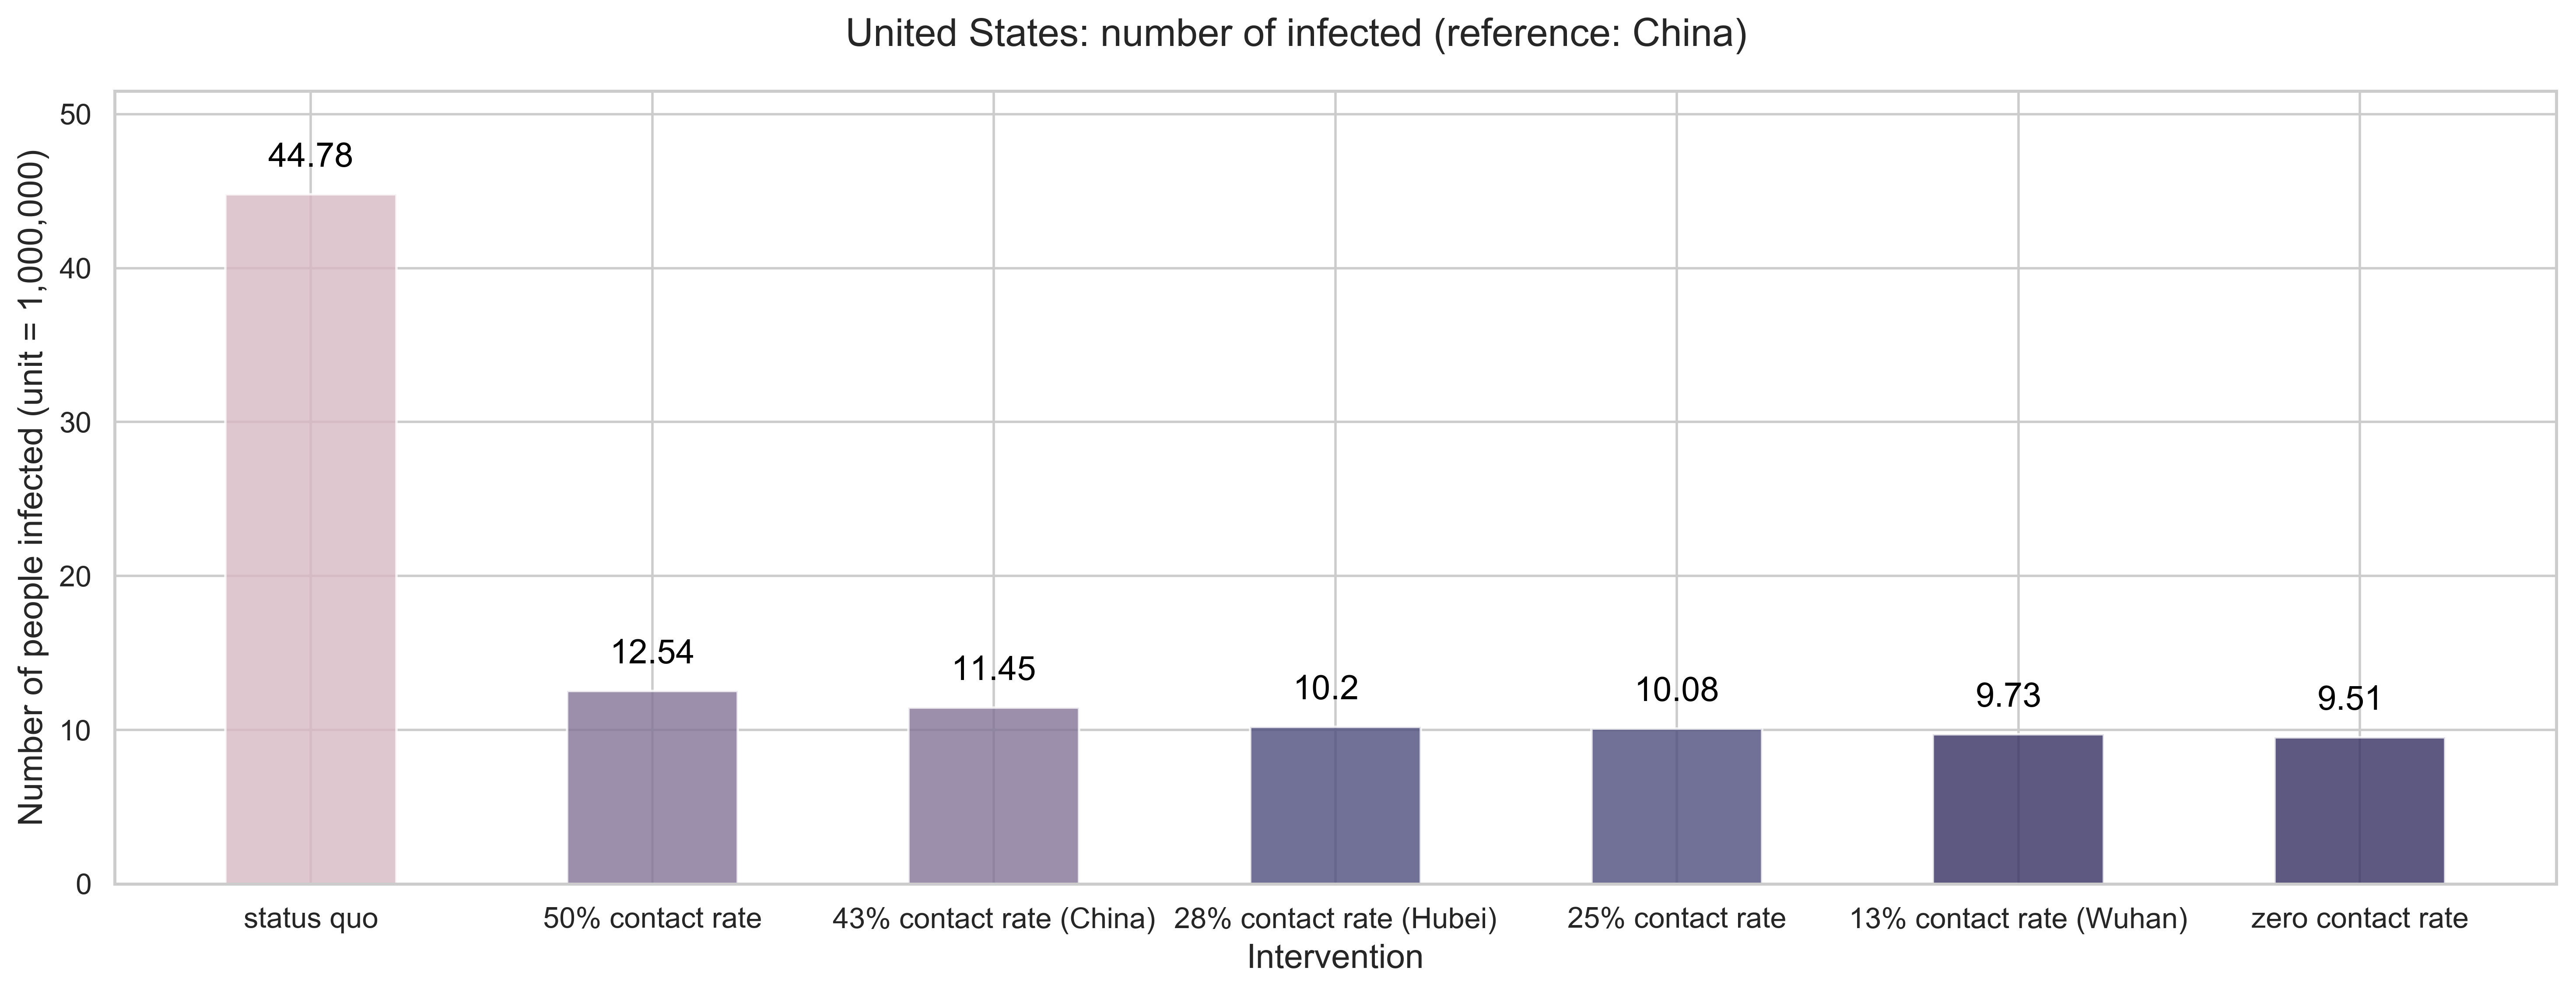 United States: number of infected (reference: China)
Number of people infected (unit = 1,000,000)
50
40
30
20
10
0
44.78
12.54
11.45
10.2
10.08
9.73
9.51
status quo
50% contact rate
43% contact rate (China)
28% contact rate (Hubei)
25% contact rate
13% contact rate (Wuhan)
zero contact rate
Intervention